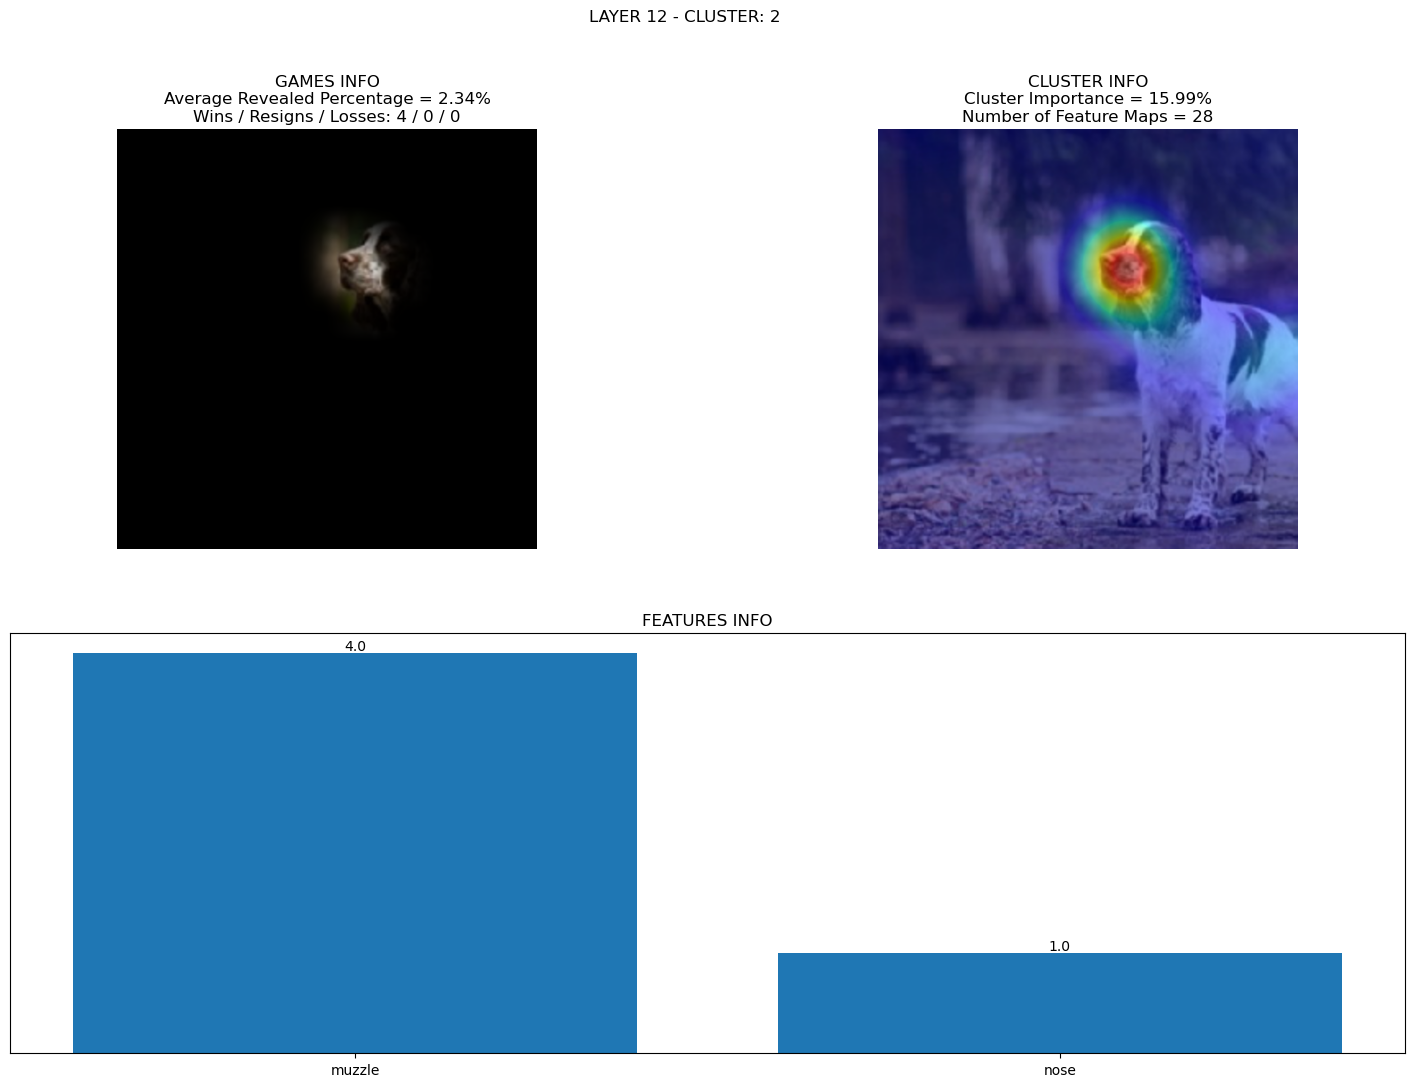 LAYER 12 - CLUSTER: 2
GAMES INFO
Average Revealed Percentage = 2.34%
Wins / Resigns / Losses: 4 / 0 / 0
CLUSTER INFO
Cluster Importance = 15.99%
Number of Feature Maps = 28
FEATURES INFO
4.0
1.0
muzzle
nose